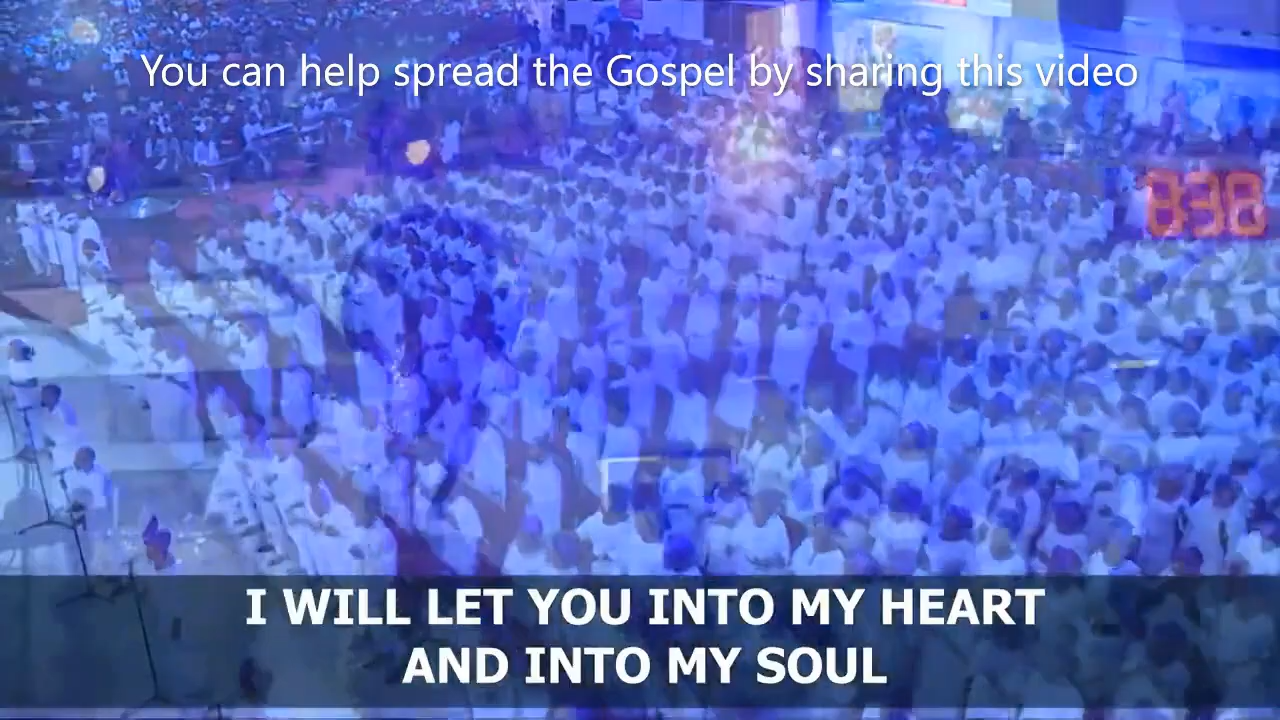 You can help spread the Gospel by sharing this video
838
I WILL LET YOU INTO MY HEART
AND INTO MY SOUL